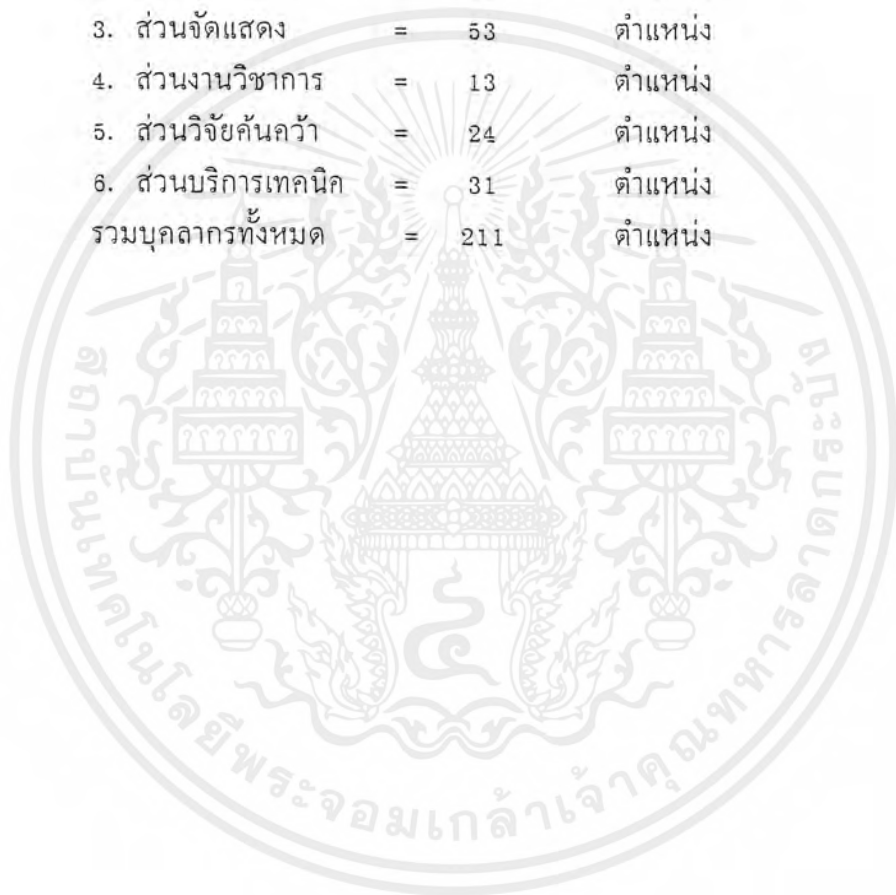 3. ส่วนจัดแสดง = 53 ตำแหน่ง
4. ส่วนงานวิชาการ = 13 ตำแหน่ง
5. ส่วนวิจัยค้นคว้า = 24 ตำแหน่ง
6. ส่วนบริการเทคนิค = 31 ตำแหน่ง
รวมบุคลากรทั้งหมด = 211 ตำแหน่ง
สถาบันเทคโนโลยีพระจอมเกล้าเจ้าคุณทหารลาดกระบัง